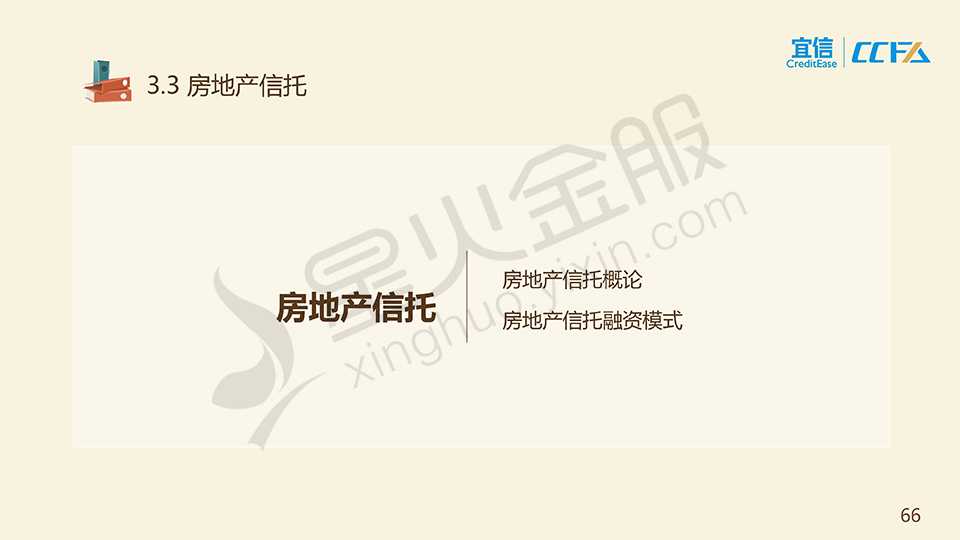 宜信
CreditEase
CCFA
3.3 房地产信托
星火金服
xinghuo.yixin.com
房地产信托
房地产信托概论
房地产信托融资模式
66